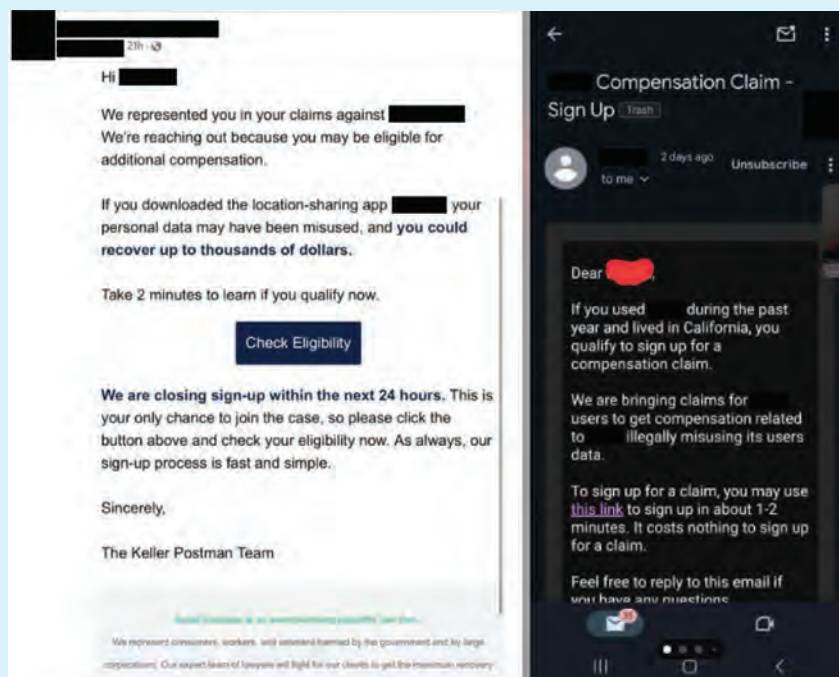 21h
Hi
We represented you in your claims against
We're reaching out because you may be eligible for
additional compensation.
If you downloaded the location-sharing app your
personal data may have been misused, and you could
recover up to thousands of dollars.
Take 2 minutes to learn if you qualify now.
Check Eligibility
We are closing sign-up within the next 24 hours. This is
your only chance to join the case, so please click the
button above and check your eligibility now. As always, our
sign-up process is fast and simple.
Sincerely,
The Keller Postman Team
We represent consumers, workers, and veterans harmed by the government and by large
corporations. Our expert team of lawyers will fight for our clients to get the maximum recovery
Compensation Claim -
Sign Up Trash
2 days ago Unsubscribe
to me
Dear
If you used during the past
year and lived in California, you
qualify to sign up for a
compensation claim.
We are bringing claims for
users to get compensation related
to illegally misusing its users
data.
To sign up for a claim, you may use
this link to sign up in about 1-2
minutes. It costs nothing to sign up
for a claim.
Feel free to reply to this email if
you have any questions